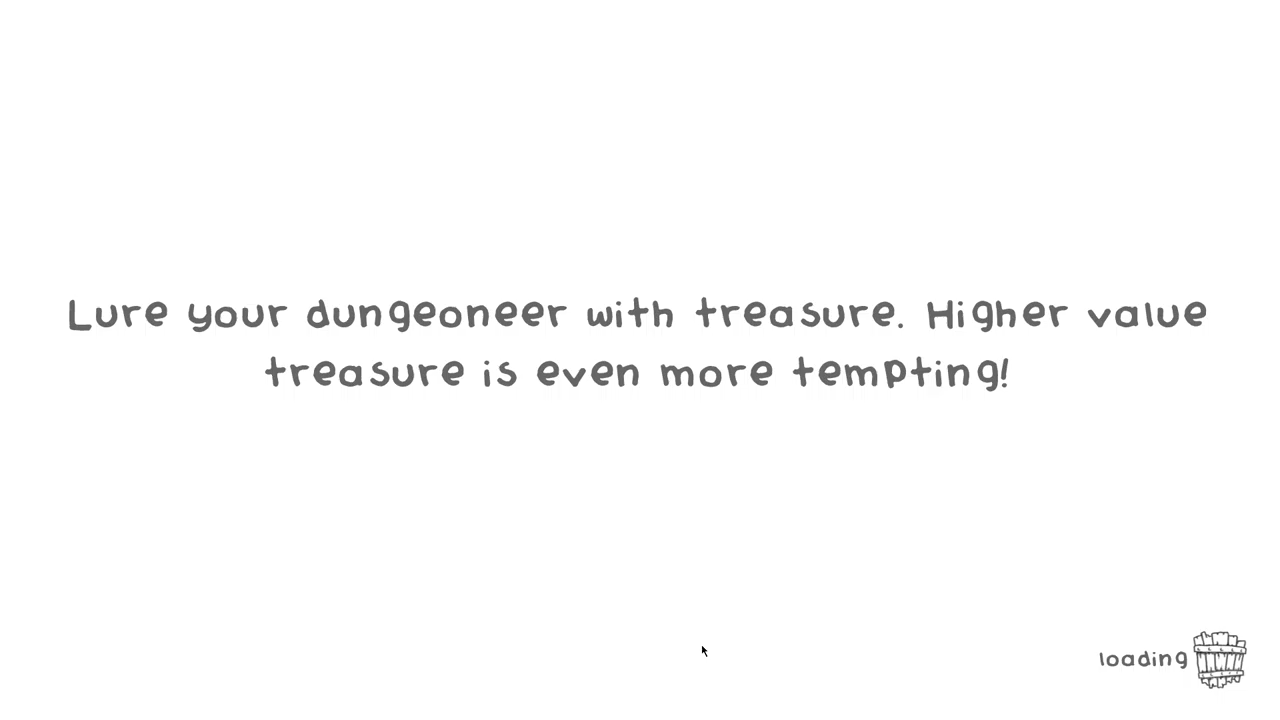 Lure your dungeoneer with treasure. Higher value
treasure is even more tempting!
loading